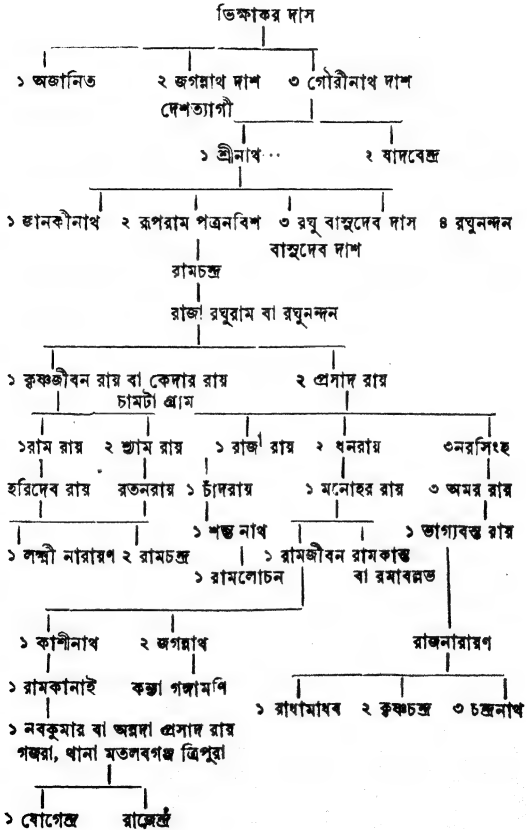 ভিক্ষাকর দাস
১ অজানিত ২ জগন্নাথ দাশ ৩ গৌরীনাথ দাশ
দেশত্যাগী
১ শ্রীনাথ... ২ যাদবেন্দ্র
১ জানকীনাথ ২ রূপরাম পত্রনবিশ ৩ রঘু বাসুদেব দাস ৪ রঘুনন্দন
বাসুদেব দাশ
রামচন্দ্র
রাজা রঘুরাম বা রঘুনন্দন
১ কৃষ্ণজীবন রায় বা কেদার রায় ২ প্রসাদ রায়
চামটা গ্রাম
১রাম রায় ২ শ্যাম রায় ১ রাজা রায় ২ ধনরায় ৩নরসিংহ
হরিদেব রায় রতনরায় ১ চাঁদরায় ১ মনোহর রায় ৩ অমর রায়
১ শম্ভু নাথ ১ ভাগ্যবন্ত রায়
১ লক্ষ্মী নারায়ণ ২ রামচন্দ্র ১ রামজীবন রামকান্ত
১ রামলোচন বা রমাবল্লভ
১ কাশীনাথ ২ জগন্নাথ রাজনারায়ণ
১ রামকানাই কন্যা গঙ্গামণি
১ রাধামাধব ২ কৃষ্ণচন্দ্র ৩ চন্দ্রনাথ
১ নবকুমার বা অন্নদা প্রসাদ রায়
গজরা, থানা মতলবগঞ্জ ত্রিপুরা
১ যোগেন্দ্র রাজেন্দ্র